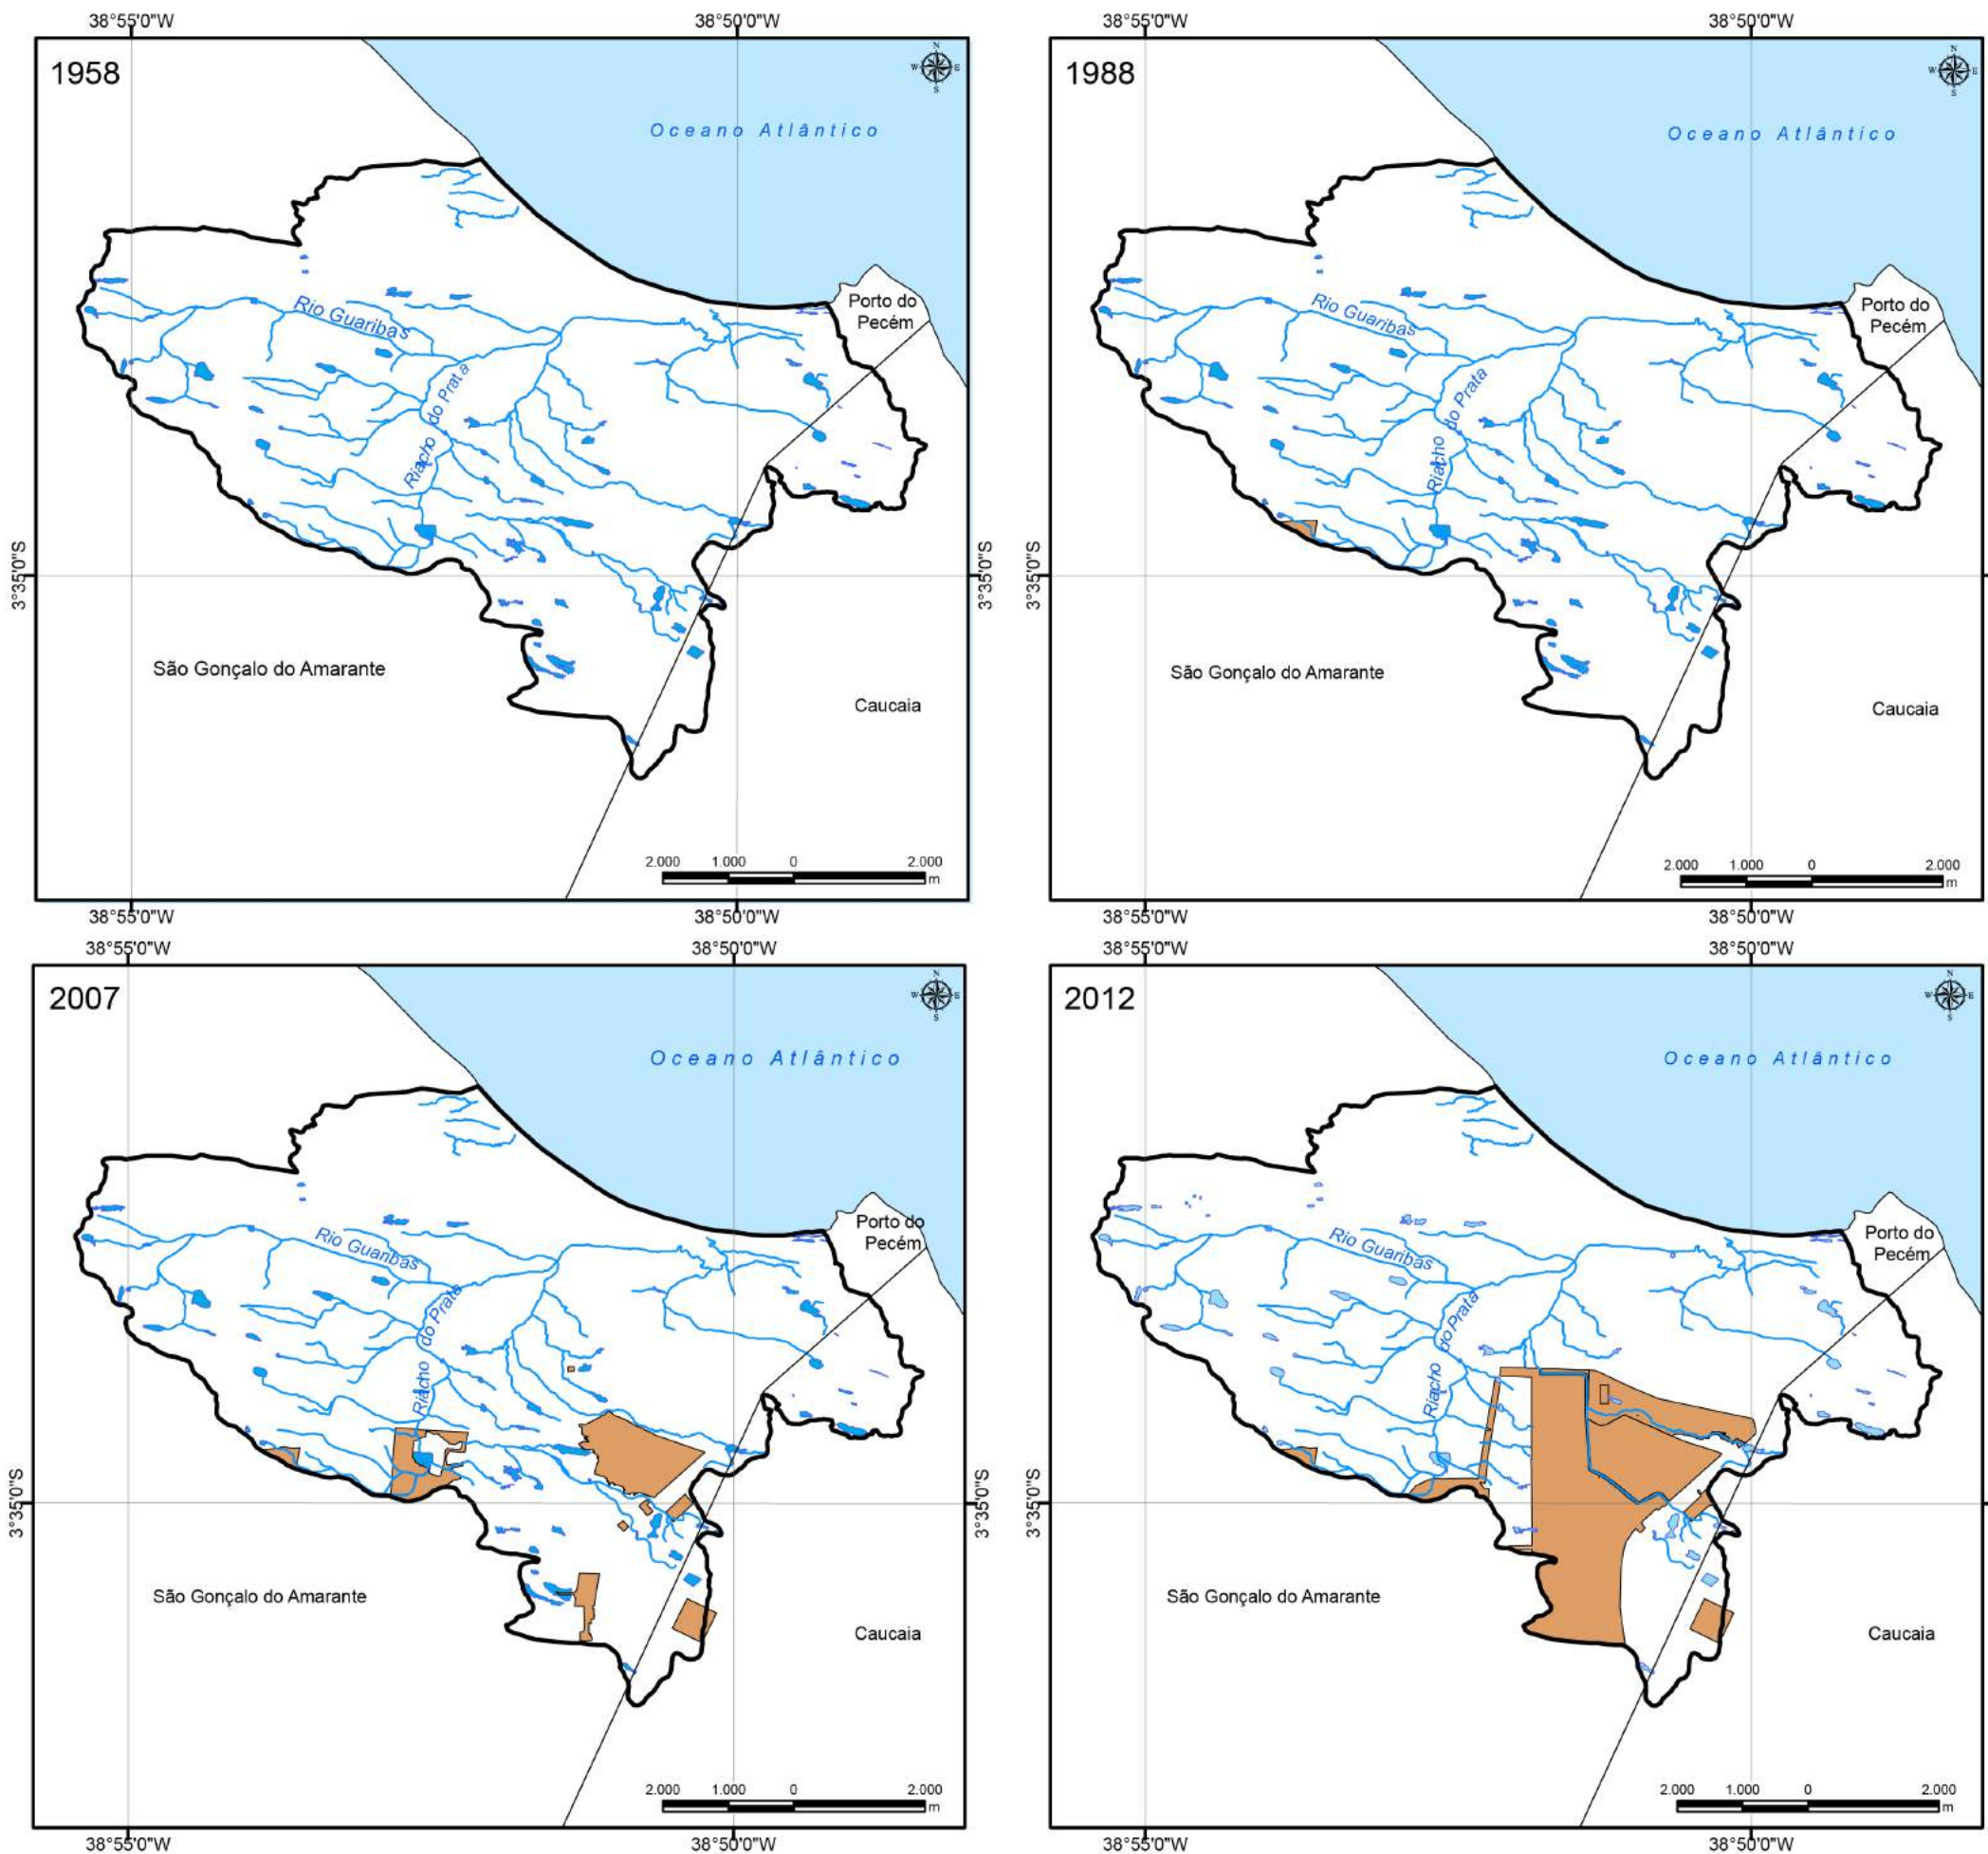 38°55'0"W 38°50'0"W
1958
N
W E
S
Oceano Atlântico
Rio Guaribas
Porto do
Pecém
Riacho do Prata
3°35'0"S 3°35'0"S
São Gonçalo do Amarante
Caucaia
2.000 1.000 0 2.000
m
38°55'0"W 38°50'0"W
38°55'0"W 38°50'0"W
1988
N
W E
S
Oceano Atlântico
Rio Guaribas
Porto do
Pecém
Riacho do Prata
3°35'0"S
São Gonçalo do Amarante
Caucaia
2.000 1.000 0 2.000
m
38°55'0"W 38°50'0"W
38°55'0"W 38°50'0"W
2007
N
W E
S
Oceano Atlântico
Rio Guaribas
Porto do
Pecém
Riacho do Prata
3°35'0"S 3°35'0"S
São Gonçalo do Amarante
Caucaia
2.000 1.000 0 2.000
m
38°55'0"W 38°50'0"W
38°55'0"W 38°50'0"W
2012
N
W E
S
Oceano Atlântico
Rio Guaribas
Porto do
Pecém
Riacho do Prata
3°35'0"S
São Gonçalo do Amarante
Caucaia
2.000 1.000 0 2.000
m
38°55'0"W 38°50'0"W